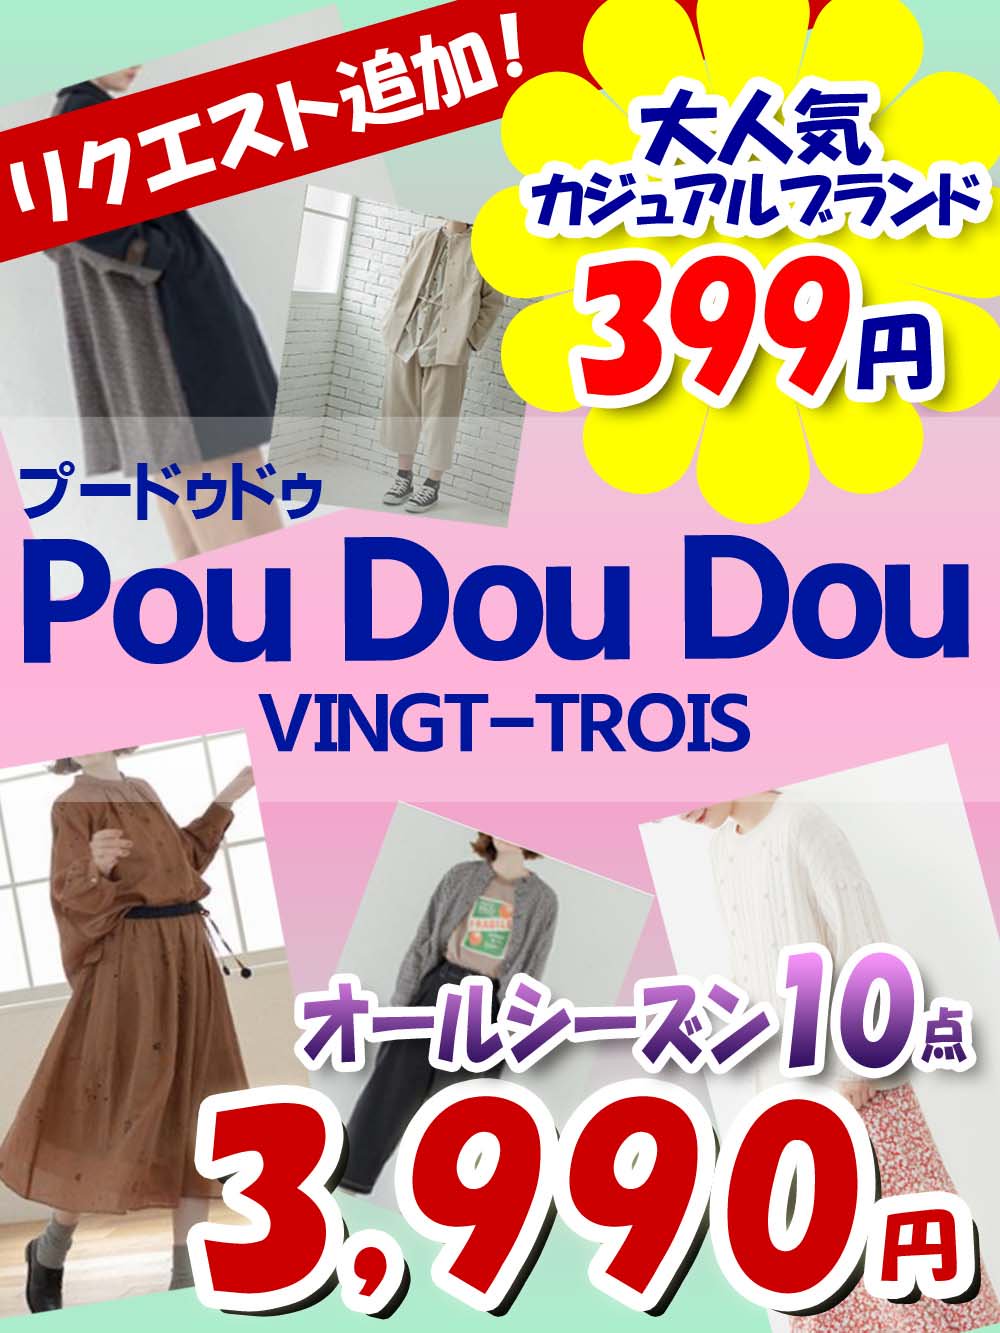 リクエスト追加!
大人気
カジュアルブランド
399円
プードゥドゥ
Pou Dou Dou
VINGT-TROIS
FRAGILE
オールシーズン10点
3,990円